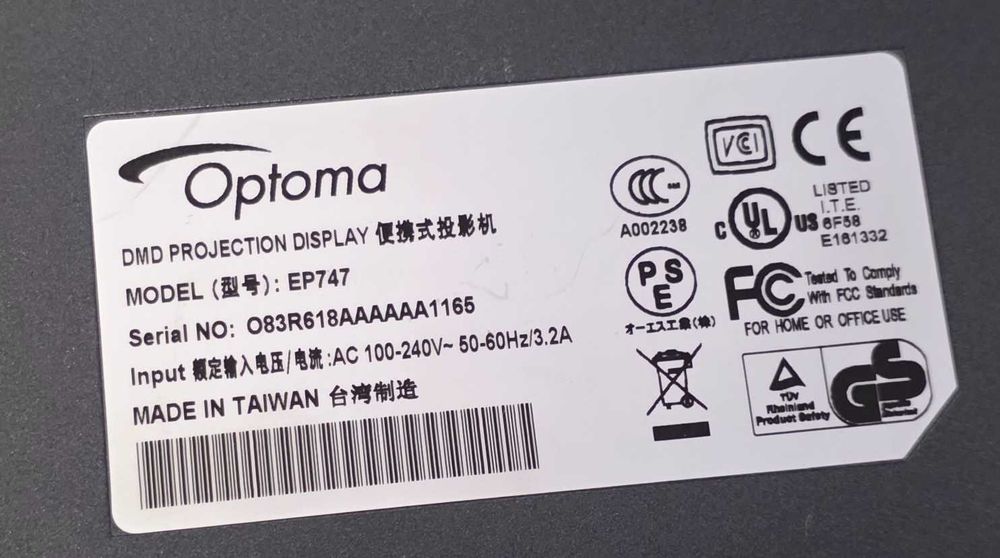 Optoma
DMD PROJECTION DISPLAY 便携式投影机
MODEL (型号): EP747
Serial NO: O83R618AAAAAA1165
Input 额定输入电压/电流:AC 100-240V~ 50-60Hz/3.2A
MADE IN TAIWAN 台湾制造
VCI
CE
CCC
A002238
C UL US
LISTED
I.T.E.
6F58
E161332
PSE
オーエス工業(株)
FC
Tested To Comply
With FCC Standards
FOR HOME OR OFFICE USE
TÜV
Rheinland
Product Safety
GS